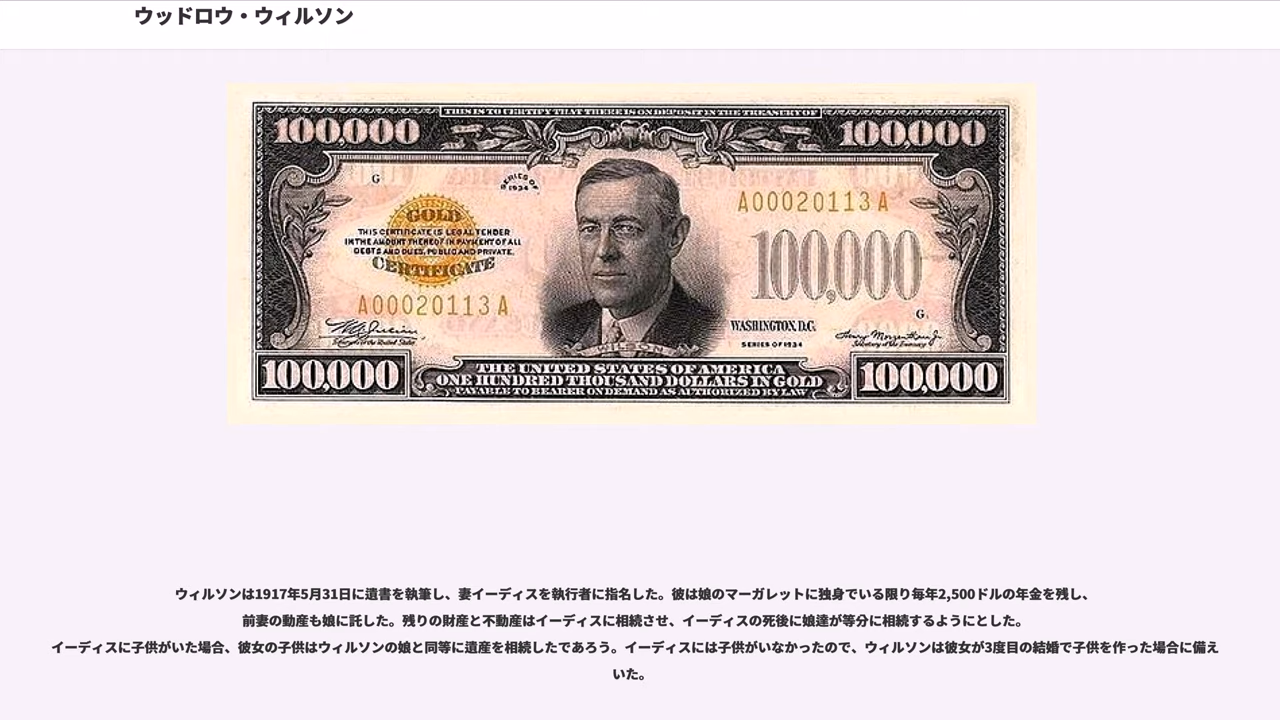 ウッドロウ・ウィルソン
THIS IS TO CERTIFY THAT THERE IS ON DEPOSIT IN THE TREASURY OF
100,000
100,000
G
SERIES OF
1934
A00020113A
GOLD
THIS CERTIFICATE IS LEGAL TENDER
IN THE AMOUNT THEREOF IN PAYMENT OF ALL
DEBTS AND DUES, PUBLIC AND PRIVATE.
CERTIFICATE
100,000
A00020113A
G
WASHINGTON, D.C.
SERIES OF 1934
WILSON
Treasurer of the United States
Secretary of the Treasury
100,000
THE UNITED STATES OF AMERICA
ONE HUNDRED THOUSAND DOLLARS IN GOLD
PAYABLE TO BEARER ON DEMAND AS AUTHORIZED BY LAW
100,000
ウィルソンは1917年5月31日に遺書を執筆し、妻イーディスを執行者に指名した。彼は娘のマーガレットに独身でいる限り毎年2,500ドルの年金を残し、
前妻の動産も娘に託した。残りの財産と不動産はイーディスに相続させ、イーディスの死後に娘達が等分に相続するようにとした。
イーディスに子供がいた場合、彼女の子供はウィルソンの娘と同等に遺産を相続したであろう。イーディスには子供がいなかったので、ウィルソンは彼女が3度目の結婚で子供を作った場合に備え
いた。